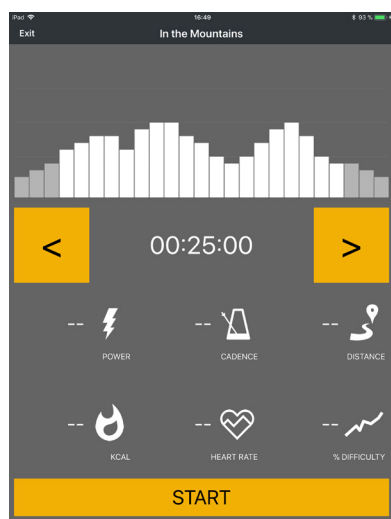 iPad 16:49 93 %
Exit In the Mountains
< 00:25:00 >
-- -- --
POWER CADENCE DISTANCE
-- -- --
KCAL HEART RATE % DIFFICULTY
START